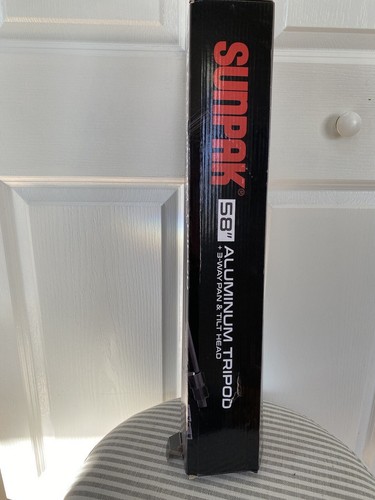 SUNPAK®
58" ALUMINUM TRIPOD
+ 3-WAY PAN & TILT HEAD